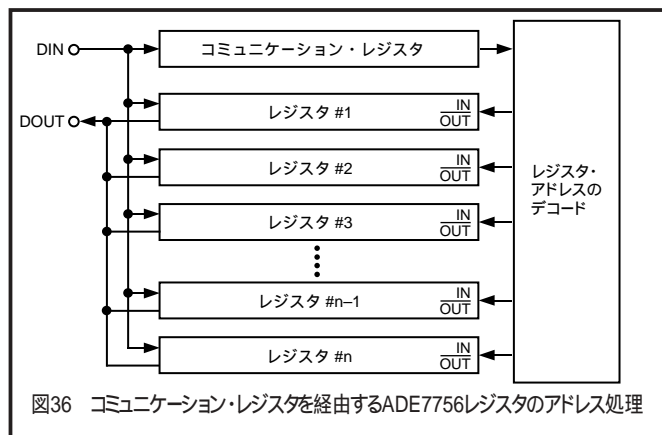 DIN
コミュニケーション・レジスタ
DOUT
レジスタ #1
IN
OUT
レジスタ #2
IN
OUT
レジスタ #3
IN
OUT
レジスタ #n–1
IN
OUT
レジスタ #n
IN
OUT
レジスタ・
アドレスの
デコード
図36 コミュニケーション・レジスタを経由するADE7756レジスタのアドレス処理